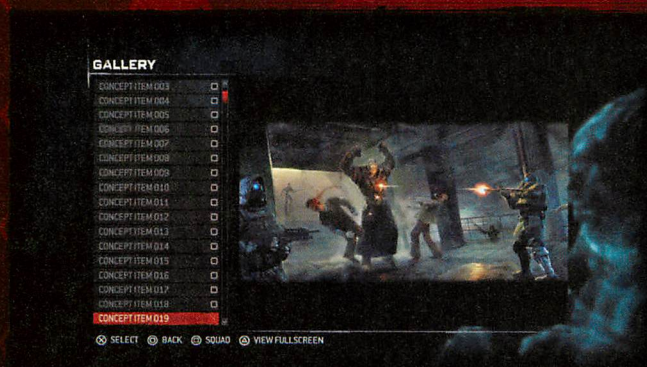 GALLERY
CONCEPT ITEM 003
CONCEPT ITEM 004
CONCEPT ITEM 005
CONCEPT ITEM 006
CONCEPT ITEM 007
CONCEPT ITEM 008
CONCEPT ITEM 009
CONCEPT ITEM 010
CONCEPT ITEM 011
CONCEPT ITEM 012
CONCEPT ITEM 013
CONCEPT ITEM 014
CONCEPT ITEM 015
CONCEPT ITEM 016
CONCEPT ITEM 017
CONCEPT ITEM 018
CONCEPT ITEM 019
SELECT BACK SQUAD VIEW FULLSCREEN